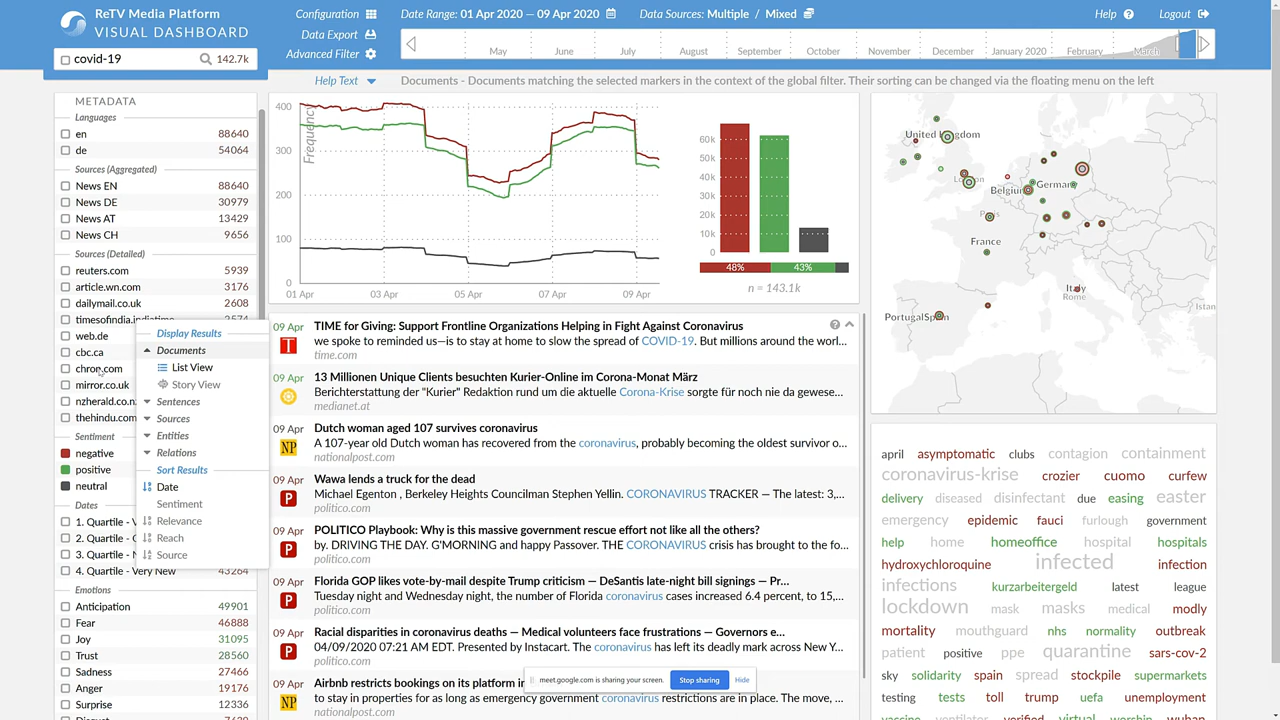 ReTV Media Platform
VISUAL DASHBOARD
Configuration
Data Export
Advanced Filter
Date Range: 01 Apr 2020 — 09 Apr 2020
Data Sources: Multiple / Mixed
Help
Logout
covid-19 142.7k
May June July August September October November December January 2020 February March
Help Text
Documents - Documents matching the selected markers in the context of the global filter. Their sorting can be changed via the floating menu on the left
METADATA
Languages
en 88640
de 54064
Sources (Aggregated)
News EN 88640
News DE 30979
News AT 13429
News CH 9656
Sources (Detailed)
reuters.com 5939
article.wn.com 3176
dailymail.co.uk 2608
timesofindia.indiatime
web.de
cbc.ca
chron.com
mirror.co.uk
nzherald.co.n
thehindu.com
Sentiment
negative
positive
neutral
Dates
1. Quartile -
2. Quartile -
3. Quartile -
4. Quartile - Very New 43264
Emotions
Anticipation 49901
Fear 46888
Joy 31095
Trust 28560
Sadness 27466
Anger 19176
Surprise 12336
Display Results
Documents
List View
Story View
Sentences
Sources
Entities
Relations
Sort Results
Date
Sentiment
Relevance
Reach
Source
Frequency
400
300
200
100
0
01 Apr 03 Apr 05 Apr 07 Apr 09 Apr
60k
50k
40k
30k
20k
10k
0
48% 43%
n = 143.1k
09 Apr TIME for Giving: Support Frontline Organizations Helping in Fight Against Coronavirus
T we spoke to reminded us—is to stay at home to slow the spread of COVID-19. But millions around the worl...
time.com
09 Apr 13 Millionen Unique Clients besuchten Kurier-Online im Corona-Monat März
Berichterstattung der "Kurier" Redaktion rund um die aktuelle Corona-Krise sorgte für noch nie da gewese...
medianet.at
09 Apr Dutch woman aged 107 survives coronavirus
NP A 107-year old Dutch woman has recovered from the coronavirus, probably becoming the oldest survivor o...
nationalpost.com
09 Apr Wawa lends a truck for the dead
P Michael Egenton , Berkeley Heights Councilman Stephen Yellin. CORONAVIRUS TRACKER — The latest: 3,...
politico.com
09 Apr POLITICO Playbook: Why is this massive government rescue effort not like all the others?
P by. DRIVING THE DAY. G'MORNING and happy Passover. THE CORONAVIRUS crisis has brought to the fo...
politico.com
09 Apr Florida GOP likes vote-by-mail despite Trump criticism — DeSantis late-night bill signings — Pr...
P Tuesday night and Wednesday night, the number of Florida coronavirus cases increased 6.4 percent, to 15,...
politico.com
09 Apr Racial disparities in coronavirus deaths — Medical volunteers face frustrations — Governors e...
P 04/09/2020 07:21 AM EDT. Presented by Instacart. The coronavirus has left its deadly mark across New Y...
politico.com
09 Apr Airbnb restricts bookings on its platform in
NP to stay in properties for as long as emergency government coronavirus restrictions are in place. The move, ...
nationalpost.com
meet.google.com is sharing your screen. Stop sharing Hide
United Kingdom
London
Belgium
Germany
Paris
France
Italy
Rome
Portugal
Spain
Istan
april asymptomatic clubs contagion containment
coronavirus-krise crozier cuomo curfew
delivery diseased disinfectant due easing easter
emergency epidemic fauci furlough government
help home homeoffice hospital hospitals
hydroxychloroquine infected infection
infections kurzarbeitergeld latest league
lockdown mask masks medical modly
mortality mouthguard nhs normality outbreak
patient positive ppe quarantine sars-cov-2
sky solidarity spain spread stockpile supermarkets
testing tests toll trump uefa unemployment
vaccine ventilator verified virtual worship wuhan